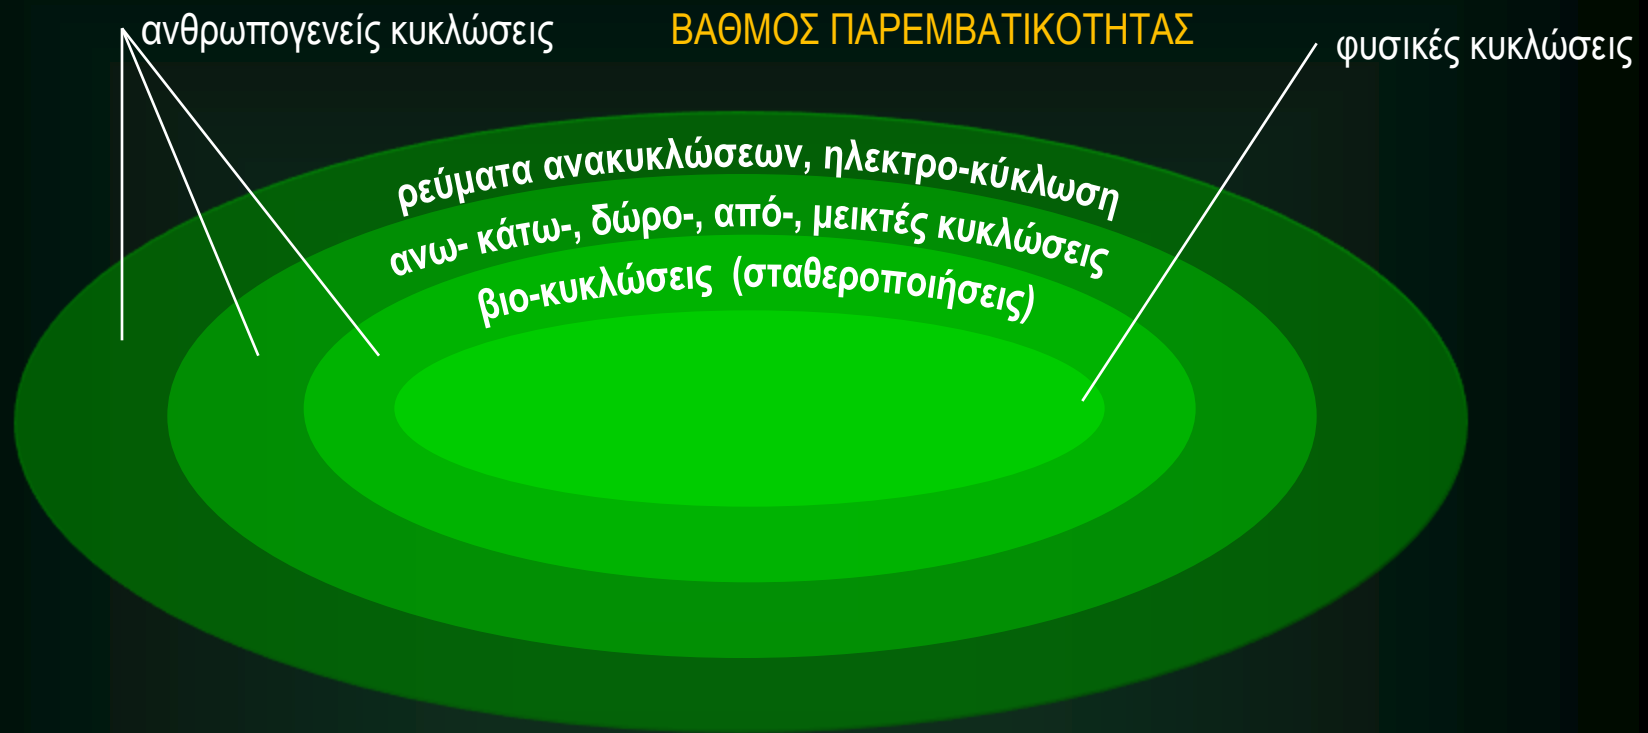 ανθρωπογενείς κυκλώσεις
ΒΑΘΜΟΣ ΠΑΡΕΜΒΑΤΙΚΟΤΗΤΑΣ
φυσικές κυκλώσεις
ρεύματα ανακυκλώσεων, ηλεκτρο-κύκλωση
ανω- κάτω-, δώρο-, από-, μεικτές κυκλώσεις
βιο-κυκλώσεις (σταθεροποιήσεις)